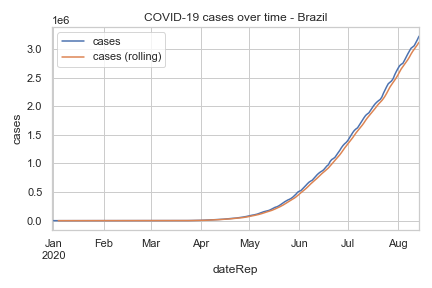 COVID-19 cases over time - Brazil
1e6
cases
cases (rolling)
3.0
2.5
2.0
1.5
1.0
0.5
0.0
cases
Jan Feb Mar Apr May Jun Jul Aug
2020
dateRep